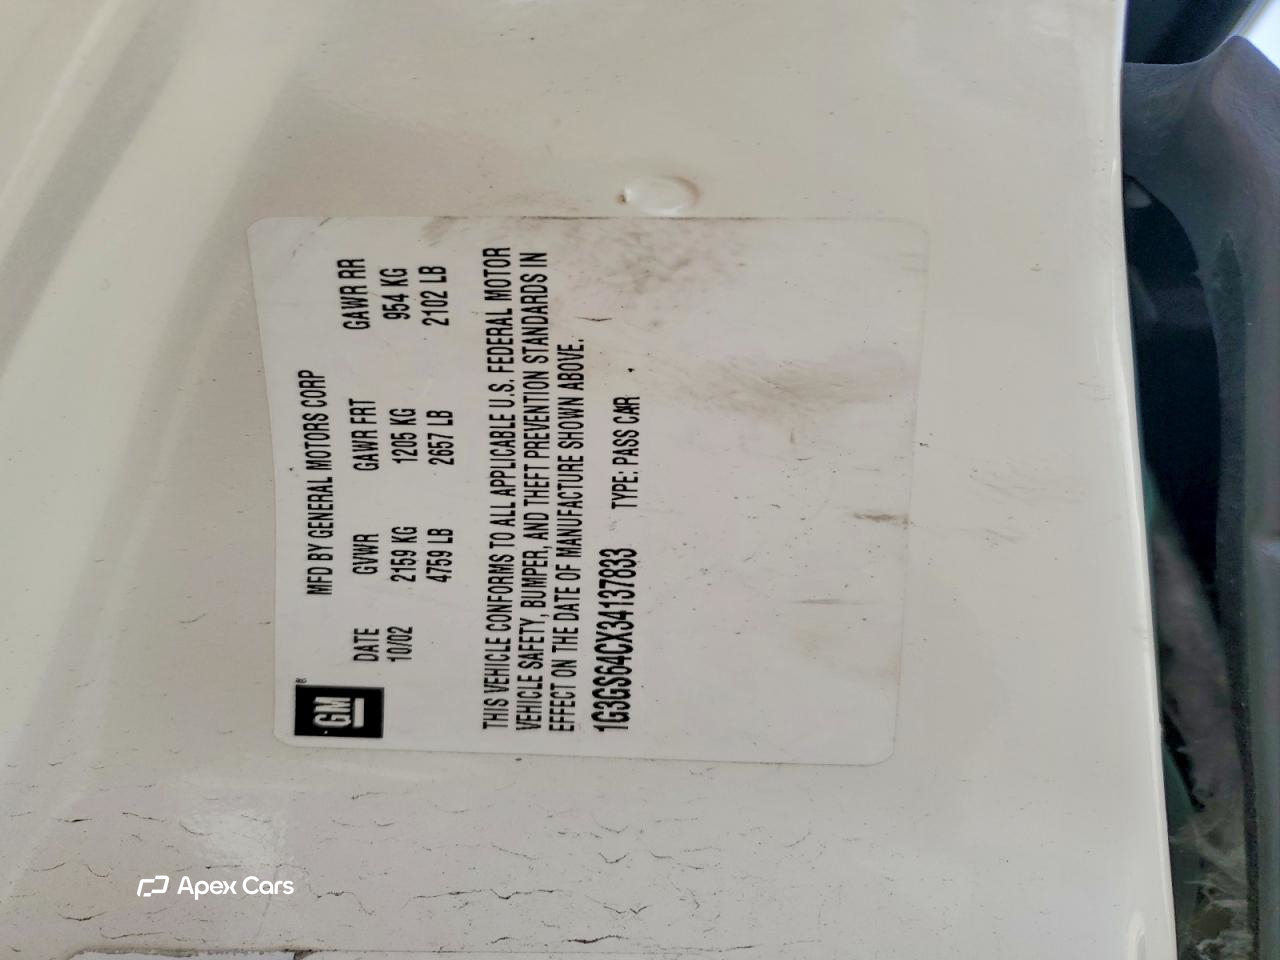 GM
®
MFD BY GENERAL MOTORS CORP
DATE GVWR GAWR FRT GAWR RR
10/02 2159 KG 1205 KG 954 KG
4759 LB 2657 LB 2102 LB
THIS VEHICLE CONFORMS TO ALL APPLICABLE U.S. FEDERAL MOTOR
VEHICLE SAFETY, BUMPER, AND THEFT PREVENTION STANDARDS IN
EFFECT ON THE DATE OF MANUFACTURE SHOWN ABOVE.
1G3GS64CX34137833 TYPE: PASS CAR
Apex Cars